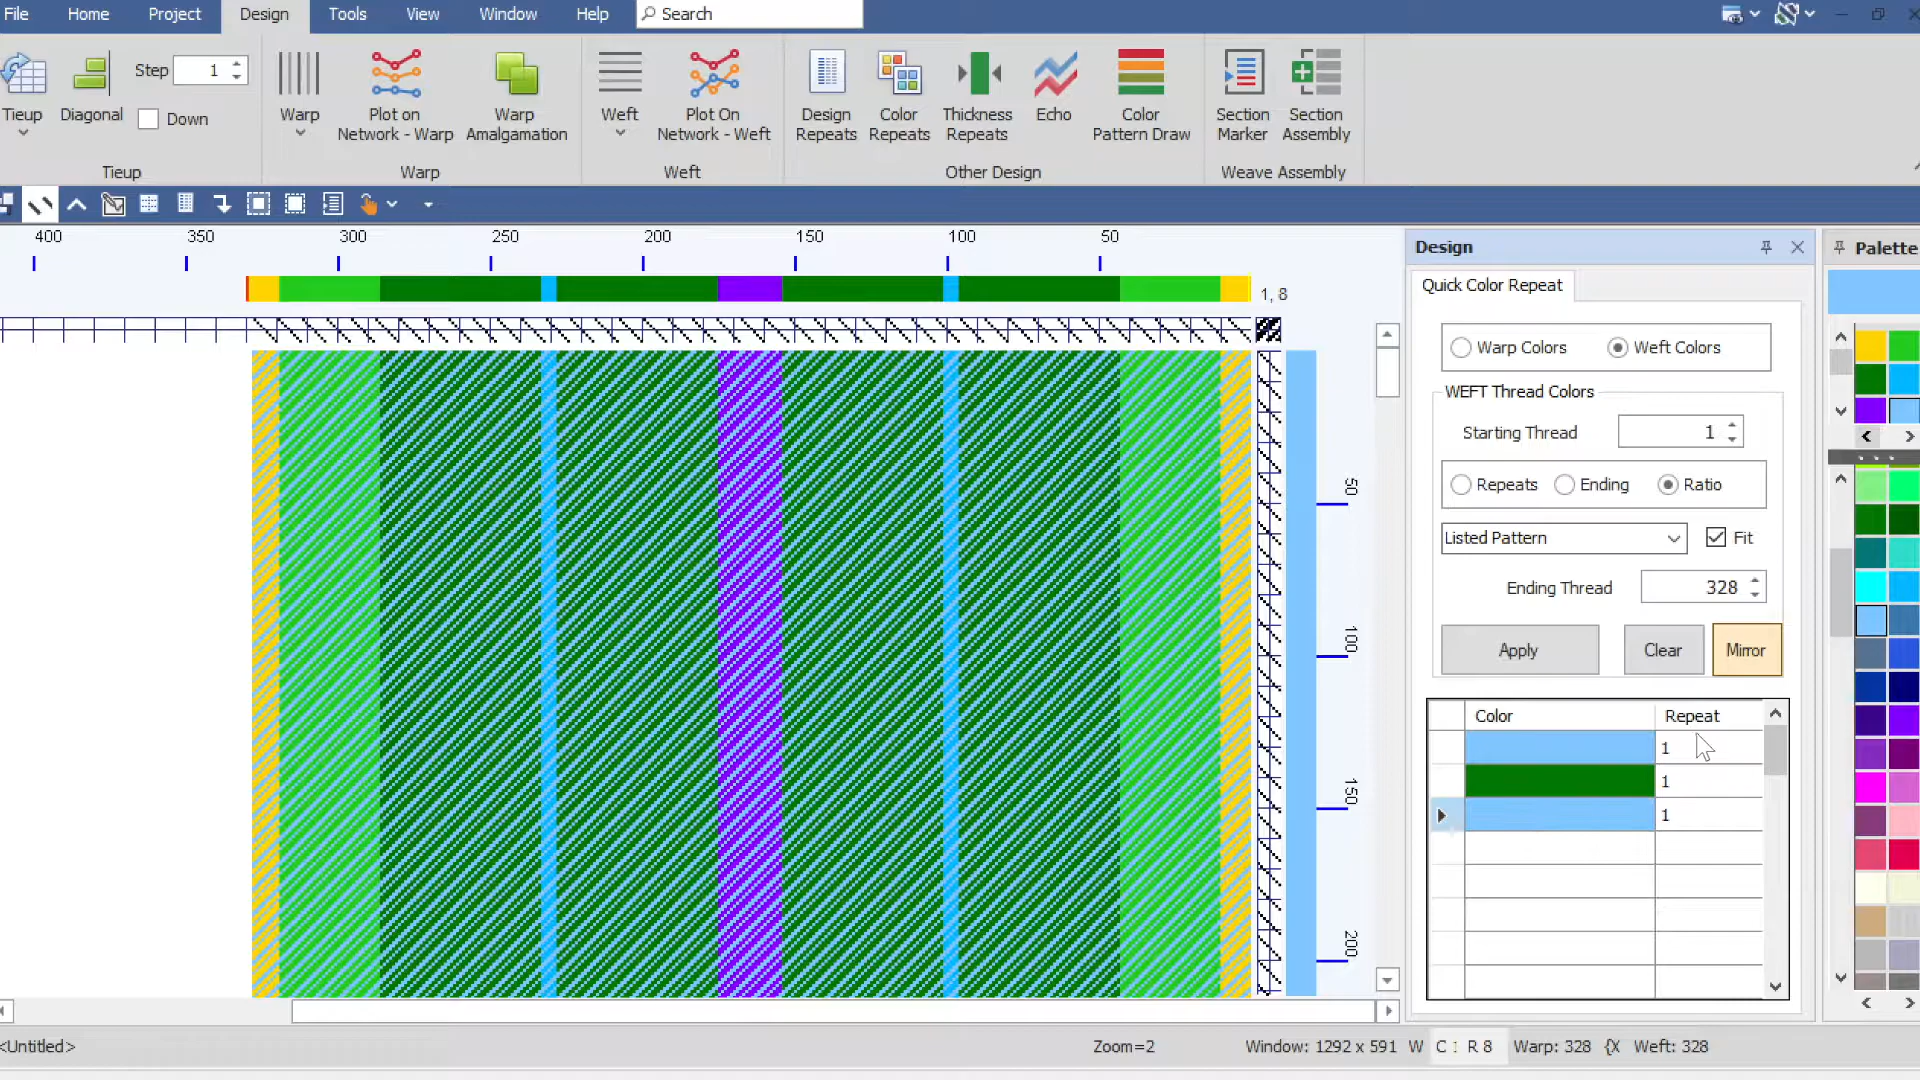 File Home Project Design Tools View Window Help Search
Tieup Diagonal Step 1 Down Warp Plot on Network - Warp Warp Amalgamation Weft Plot On Network - Weft Design Repeats Color Repeats Thickness Repeats Echo Color Pattern Draw Section Marker Section Assembly
Tieup Warp Weft Other Design Weave Assembly
400 350 300 250 200 150 100 50
1, 8
50
100
150
200
Design
Quick Color Repeat
Warp Colors Weft Colors
WEFT Thread Colors
Starting Thread 1
Repeats Ending Ratio
Listed Pattern Fit
Ending Thread 328
Apply Clear Mirror
Color Repeat
1
1
1
Palette
<Untitled> Zoom=2 Window: 1292 x 591 W C 1 R 8 Warp: 328 {X Weft: 328